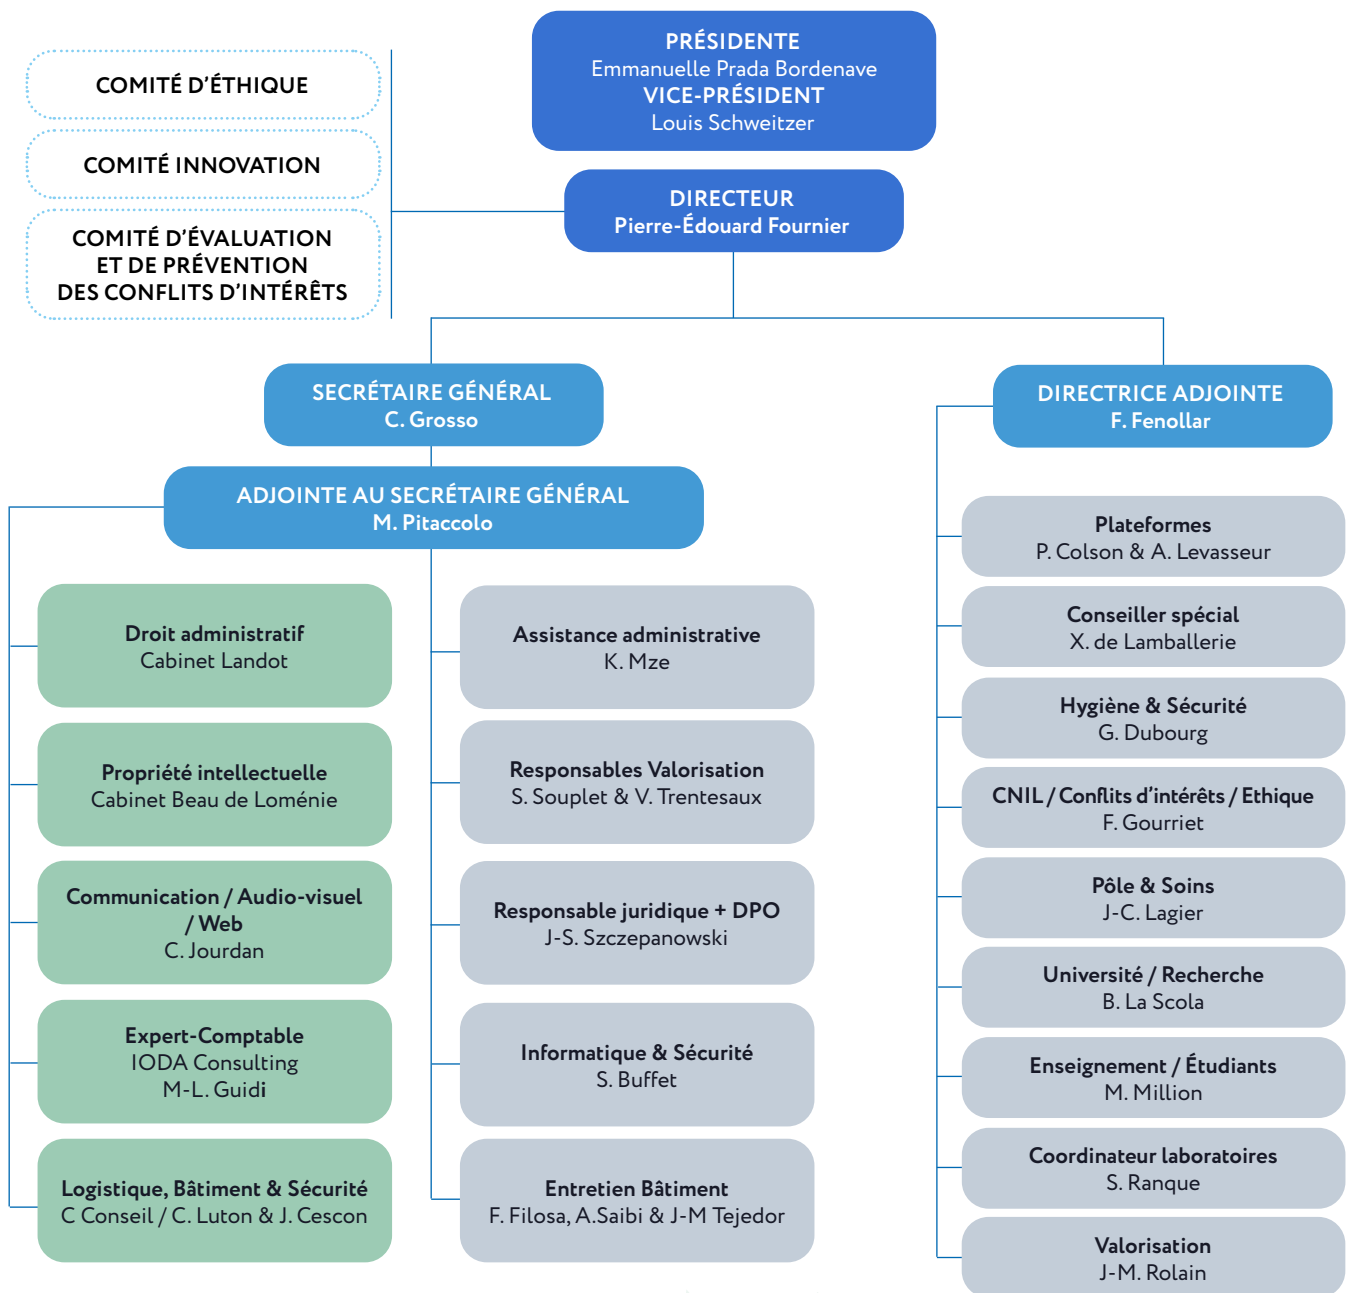 PRÉSIDENTE
Emmanuelle Prada Bordenave
VICE-PRÉSIDENT
Louis Schweitzer
COMITÉ D'ÉTHIQUE
COMITÉ INNOVATION
COMITÉ D'ÉVALUATION
ET DE PRÉVENTION
DES CONFLITS D'INTÉRÊTS
DIRECTEUR
Pierre-Édouard Fournier
SECRÉTAIRE GÉNÉRAL
C. Grosso
ADJOINTE AU SECRÉTAIRE GÉNÉRAL
M. Pitaccolo
Droit administratif
Cabinet Landot
Propriété intellectuelle
Cabinet Beau de Loménie
Communication / Audio-visuel
/ Web
C. Jourdan
Expert-Comptable
IODA Consulting
M-L. Guidi
Logistique, Bâtiment & Sécurité
C Conseil / C. Luton & J. Cescon
Assistance administrative
K. Mze
Responsables Valorisation
S. Souplet & V. Trentesaux
Responsable juridique + DPO
J-S. Szczepanowski
Informatique & Sécurité
S. Buffet
Entretien Bâtiment
F. Filosa, A.Saibi & J-M Tejedor
DIRECTRICE ADJOINTE
F. Fenollar
Plateformes
P. Colson & A. Levasseur
Conseiller spécial
X. de Lamballerie
Hygiène & Sécurité
G. Dubourg
CNIL / Conflits d'intérêts / Ethique
F. Gourriet
Pôle & Soins
J-C. Lagier
Université / Recherche
B. La Scola
Enseignement / Étudiants
M. Million
Coordinateur laboratoires
S. Ranque
Valorisation
J-M. Rolain